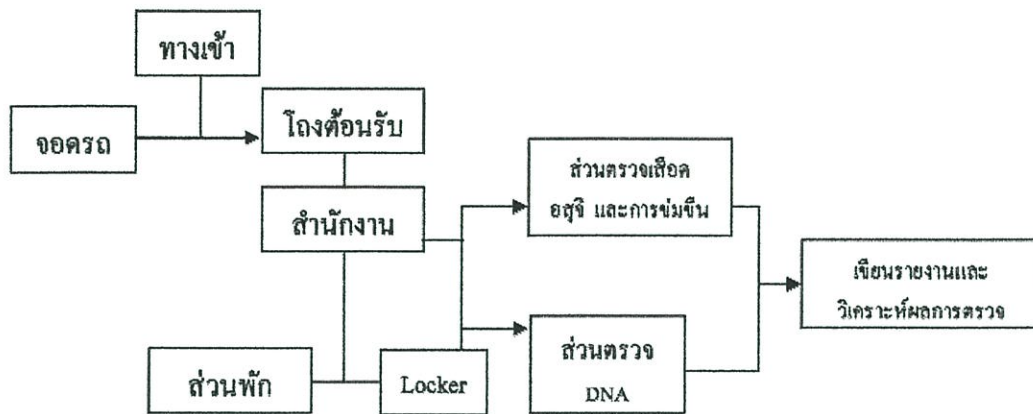 ทางเข้า
จอดรถ
โถงต้อนรับ
สำนักงาน
ส่วนพัก
Locker
ส่วนตรวจเลือด
อสุจิ และการข่มขืน
ส่วนตรวจ
DNA
เขียนรายงานและ
วิเคราะห์ผลการตรวจ